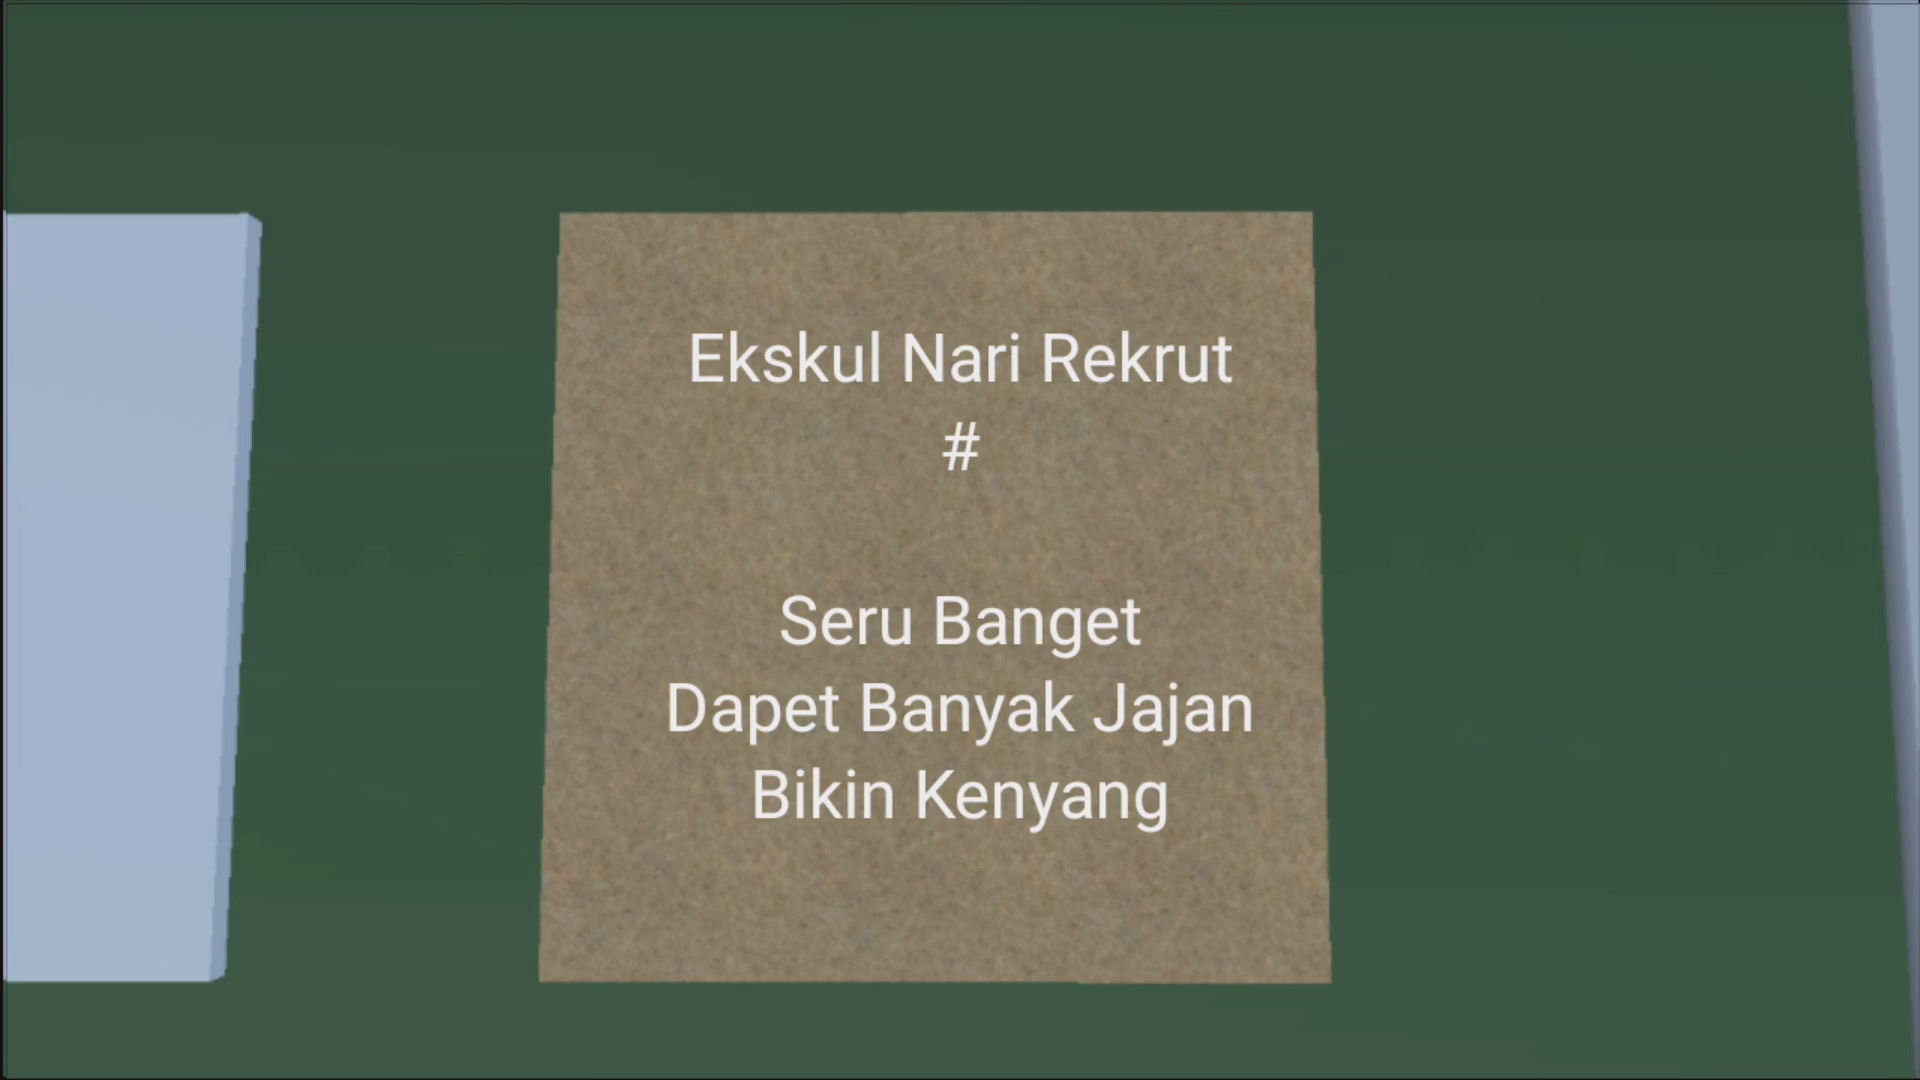 Ekskul Nari Rekrut
#
Seru Banget
Dapet Banyak Jajan
Bikin Kenyang